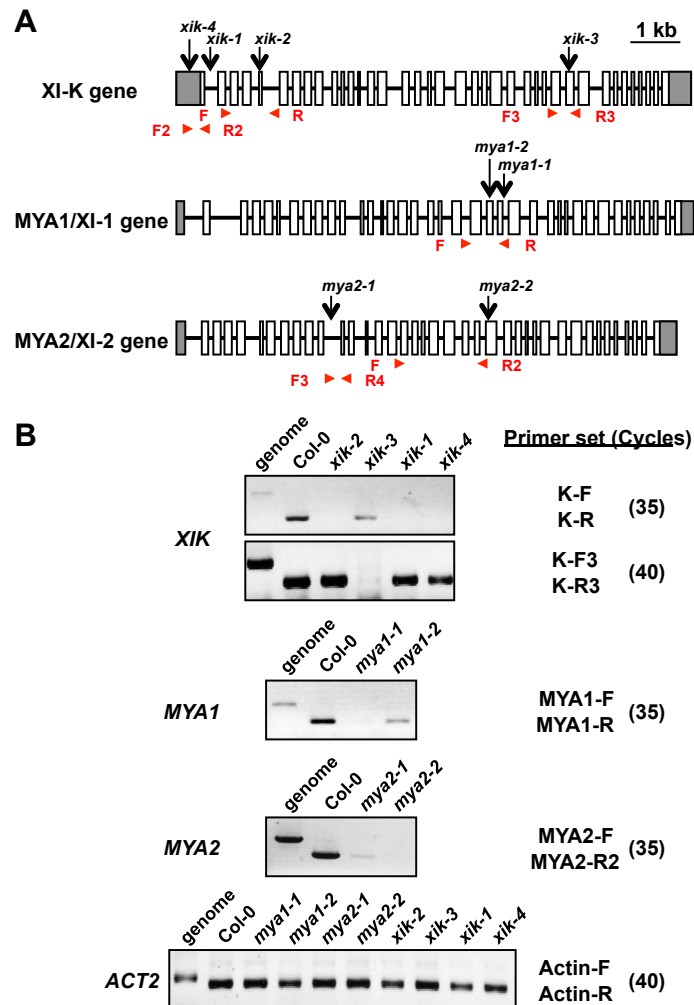 A
xik-4
xik-1
xik-2
xik-3
1 kb
XI-K gene
F
R
F3
F2
R2
R3
mya1-2
mya1-1
MYA1/XI-1 gene
F
R
mya2-1
mya2-2
MYA2/XI-2 gene
F
R2
F3
R4
B
genome
Col-0
xik-2
xik-3
xik-1
xik-4
Primer set (Cycles)
XIK
K-F
K-R
(35)
K-F3
K-R3
(40)
genome
Col-0
mya1-1
mya1-2
MYA1
MYA1-F
MYA1-R
(35)
genome
Col-0
mya2-1
mya2-2
MYA2
MYA2-F
MYA2-R2
(35)
genome
Col-0
mya1-1
mya1-2
mya2-1
mya2-2
xik-2
xik-3
xik-1
xik-4
ACT2
Actin-F
Actin-R
(40)